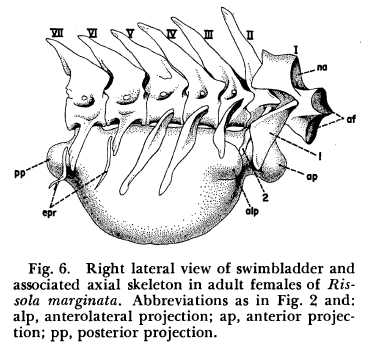 VII VI V IV III II I
na
af
1
pp
ap
epr
2
alp
Fig. 6. Right lateral view of swimbladder and
associated axial skeleton in adult females of Ris-
sola marginata. Abbreviations as in Fig. 2 and:
alp, anterolateral projection; ap, anterior projec-
tion; pp, posterior projection.